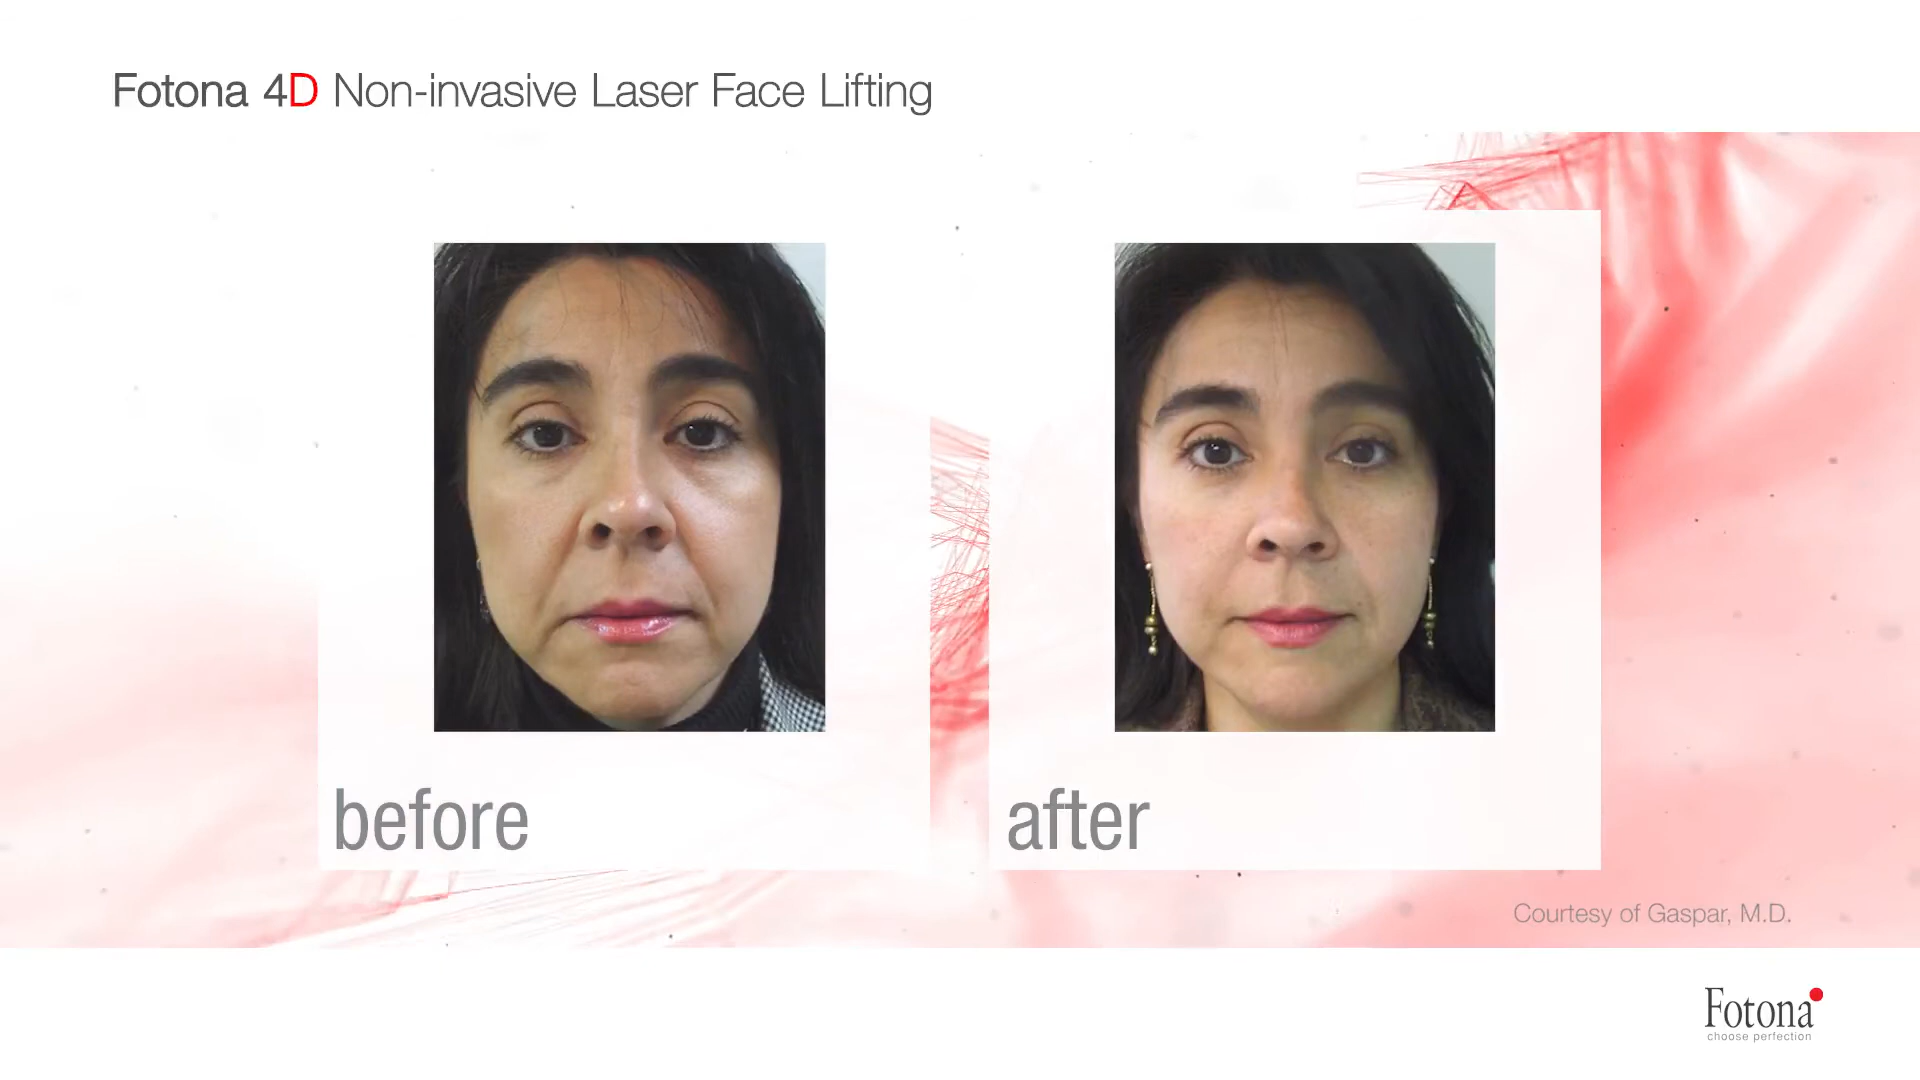 Fotona 4D Non-invasive Laser Face Lifting
before
after
Courtesy of Gaspar, M.D.
Fotona
choose perfection